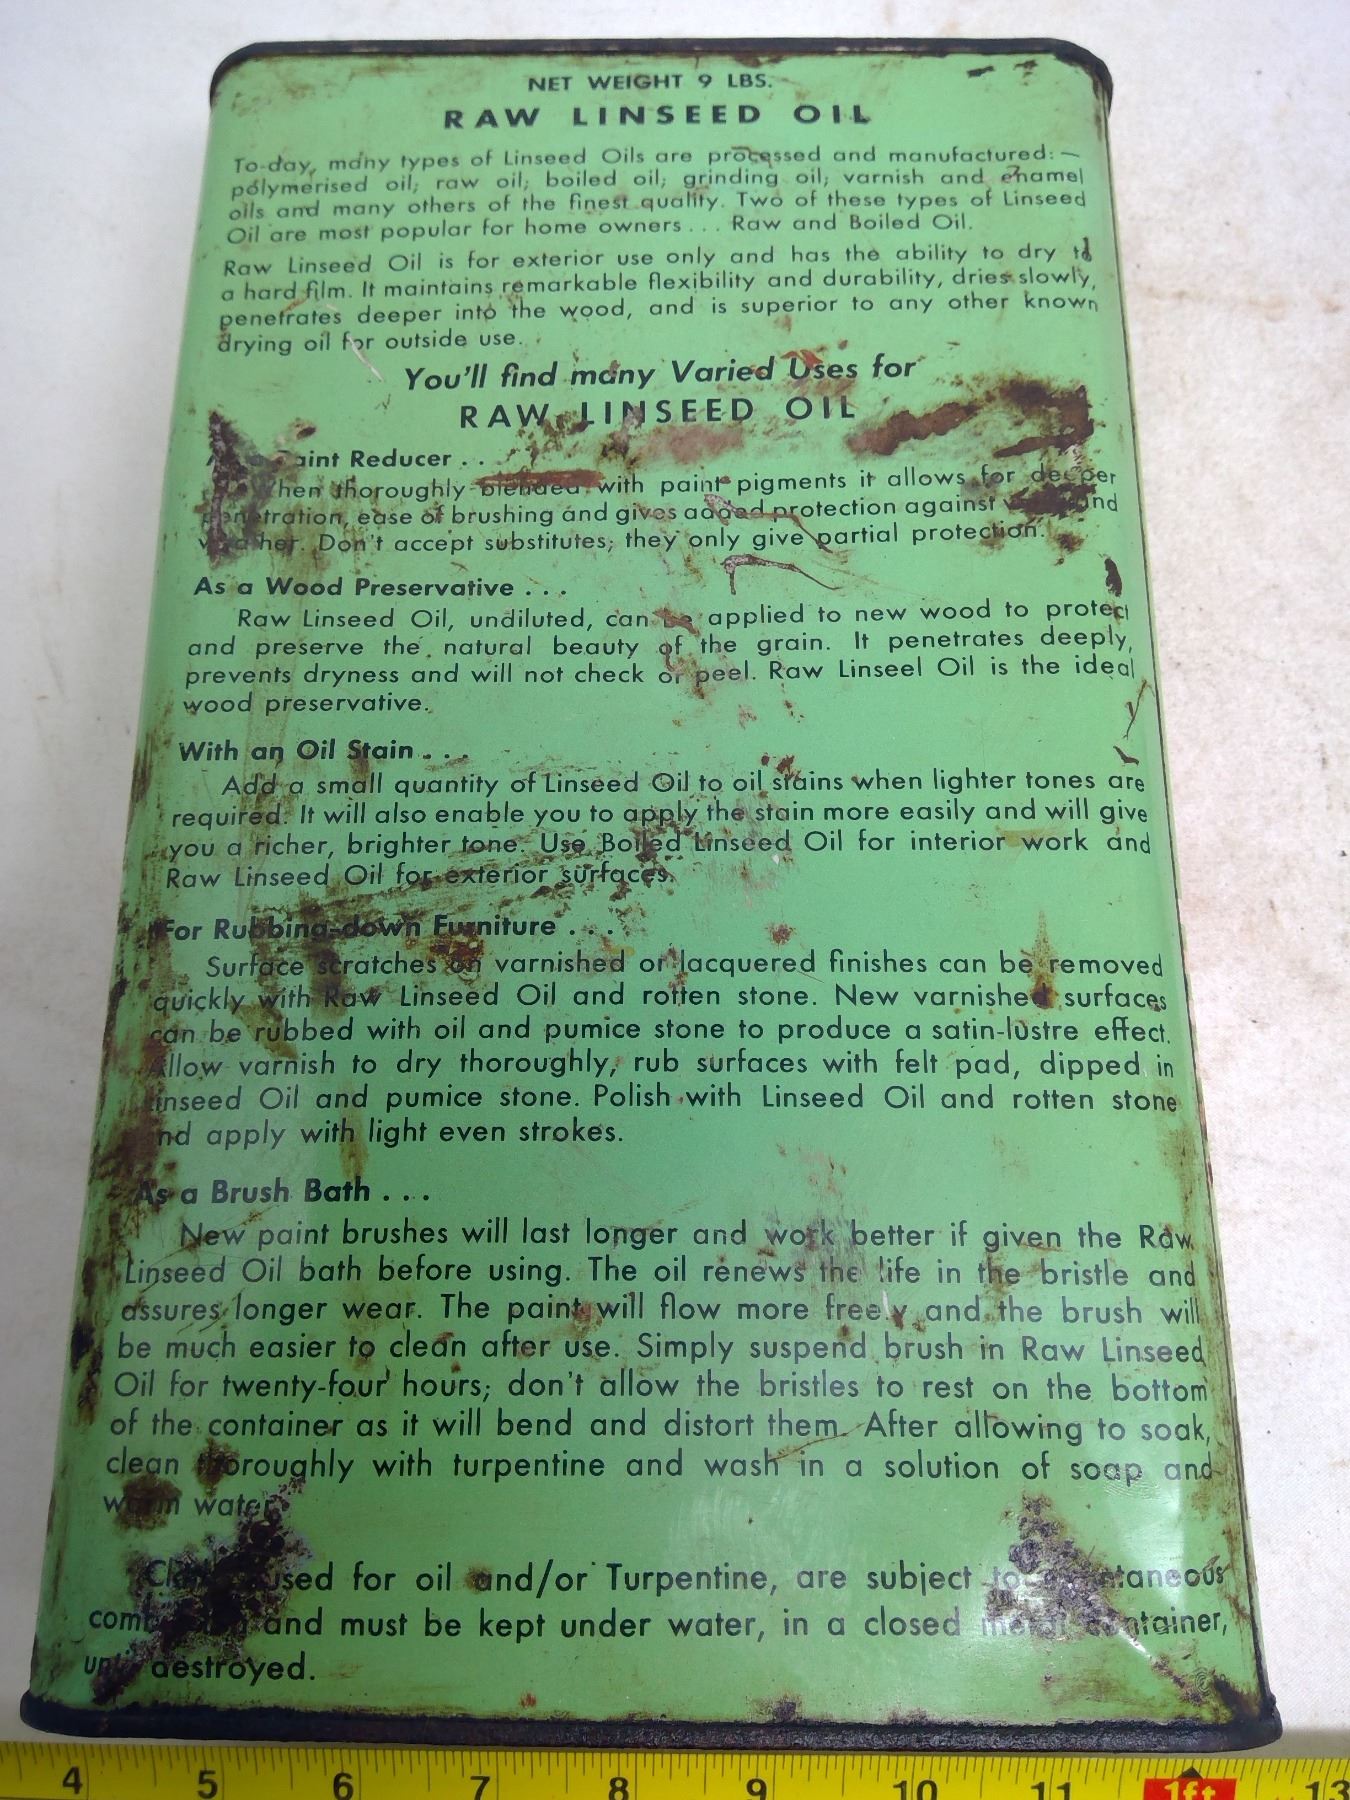 NET WEIGHT 9 LBS.
RAW LINSEED OIL
To-day, many types of Linseed Oils are processed and manufactured: —
polymerised oil; raw oil; boiled oil; grinding oil; varnish and enamel
oils and many others of the finest quality. Two of these types of Linseed
Oil are most popular for home owners... Raw and Boiled Oil.
Raw Linseed Oil is for exterior use only and has the ability to dry to
a hard film. It maintains remarkable flexibility and durability, dries slowly,
penetrates deeper into the wood, and is superior to any other known
drying oil for outside use.
You'll find many Varied Uses for
RAW LINSEED OIL
As a Paint Reducer . .
When thoroughly blended with paint pigments it allows for deeper
penetration, ease of brushing and gives added protection against and
weather. Don't accept substitutes; they only give partial protection.
As a Wood Preservative . . .
Raw Linseed Oil, undiluted, can be applied to new wood to protect
and preserve the natural beauty of the grain. It penetrates deeply,
prevents dryness and will not check or peel. Raw Linseel Oil is the ideal
wood preservative.
With an Oil Stain . . .
Add a small quantity of Linseed Oil to oil stains when lighter tones are
required. It will also enable you to apply the stain more easily and will give
you a richer, brighter tone. Use Boiled Linseed Oil for interior work and
Raw Linseed Oil for exterior surfaces.
For Rubbing-down Furniture . . .
Surface scratches on varnished or lacquered finishes can be removed
quickly with Raw Linseed Oil and rotten stone. New varnished surfaces
can be rubbed with oil and pumice stone to produce a satin-lustre effect.
Allow varnish to dry thoroughly, rub surfaces with felt pad, dipped in
Linseed Oil and pumice stone. Polish with Linseed Oil and rotten stone
and apply with light even strokes.
As a Brush Bath . . .
New paint brushes will last longer and work better if given the Raw
Linseed Oil bath before using. The oil renews the life in the bristle and
assures longer wear. The paint will flow more freely and the brush will
be much easier to clean after use. Simply suspend brush in Raw Linseed
Oil for twenty-four hours; don't allow the bristles to rest on the bottom
of the container as it will bend and distort them. After allowing to soak,
clean thoroughly with turpentine and wash in a solution of soap and
warm water.
used for oil and/or Turpentine, are subject to spontaneous
combustion and must be kept under water, in a closed metal container,
until destroyed.
4 5 6 7 8 9 10 11 1ft 13